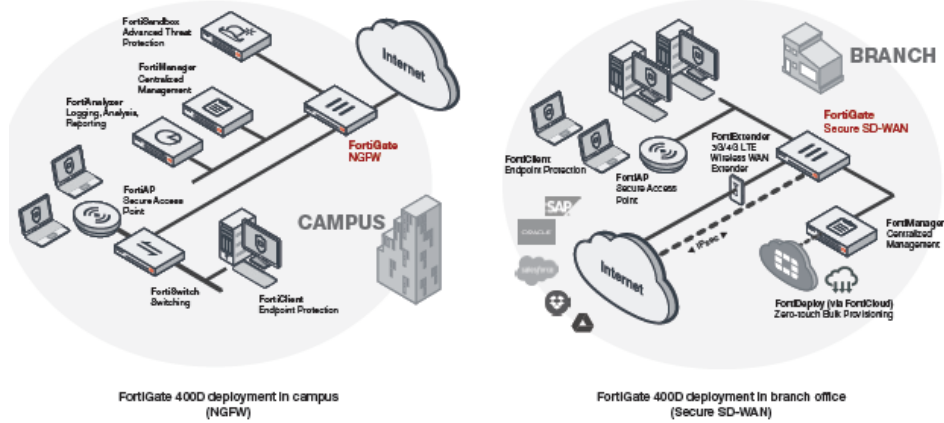 FortiSandbox
Advanced Threat
Protection
FortiManager
Centralized
Management
FortiAnalyzer
Logging, Analysis,
Reporting
Internet
FortiGate
NGFW
FortiAP
Secure Access
Point
CAMPUS
FortiSwitch
Switching
FortiClient
Endpoint Protection
FortiGate 400D deployment in campus
(NGFW)
BRANCH
FortiGate
Secure SD-WAN
FortiExtender
3G/4G LTE
Wireless WAN
Extender
FortiClient
Endpoint Protection
FortiAP
Secure Access
Point
SAP
ORACLE
IPsec
Internet
FortiManager
Centralized
Management
FortiDeploy (via FortiCloud)
Zero-touch Bulk Provisioning
FortiGate 400D deployment in branch office
(Secure SD-WAN)